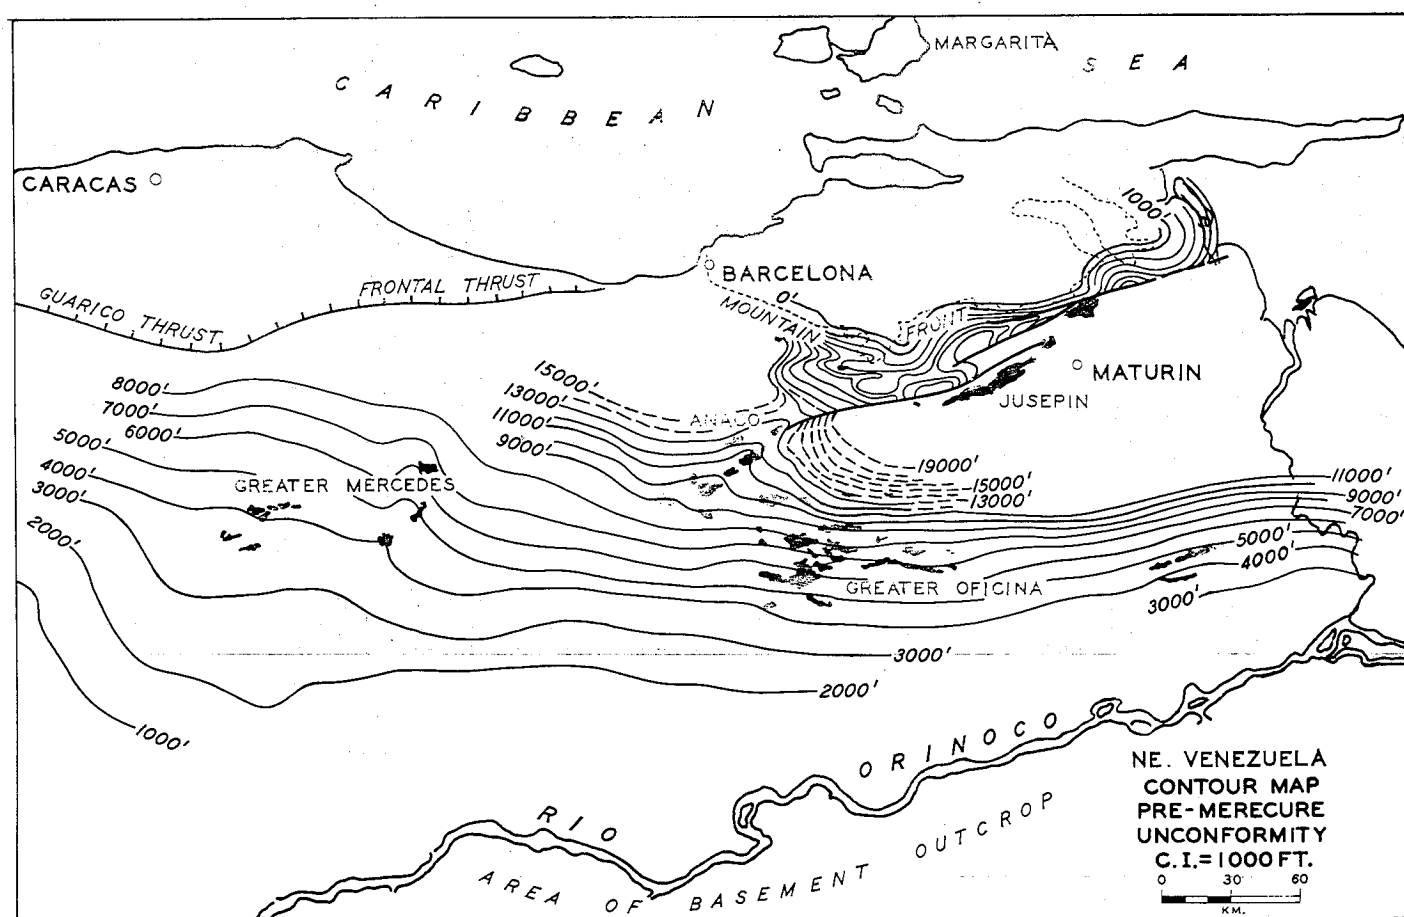 MARGARITA
CARIBBEAN
SEA
CARACAS
1000'
BARCELONA
FRONTAL THRUST
GUARICO THRUST
0'
MOUNTAIN FRONT
MATURIN
JUSEPIN
ANACO
15000'
13000'
11000'
9000'
8000'
7000'
6000'
5000'
4000'
3000'
2000'
1000'
GREATER MERCEDES
19000'
15000'
13000'
11000'
9000'
7000'
5000'
4000'
3000'
GREATER OFICINA
3000'
2000'
RIO ORINOCO
AREA OF BASEMENT OUTCROP
NE. VENEZUELA
CONTOUR MAP
PRE-MERECURE
UNCONFORMITY
C.I.=1000 FT.
0 30 60
KM.